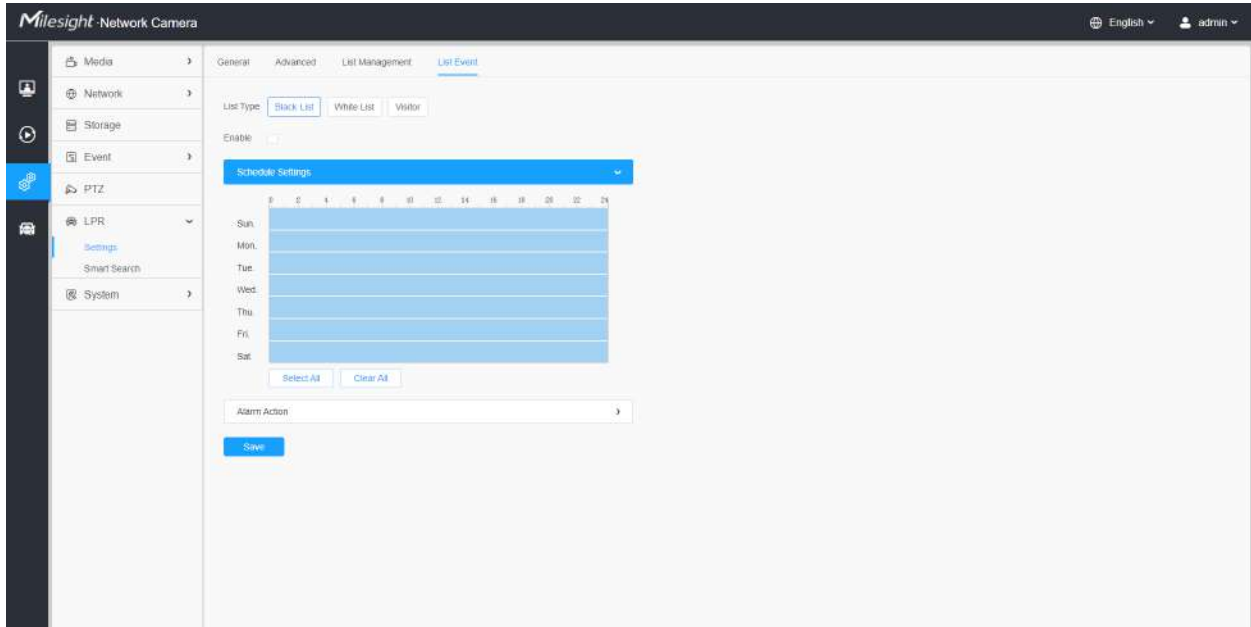 Milesight ·Network Camera
English
admin
Media
General Advanced List Management List Event
Network
List Type Black List White List Visitor
Storage
Enable
Event
Schedule Settings
PTZ
0 2 4 6 8 10 12 14 16 18 20 22 24
LPR
Sun.
Settings
Mon.
Smart Search
Tue.
System
Wed.
Thu.
Fri.
Sat.
Select All Clear All
Alarm Action
Save